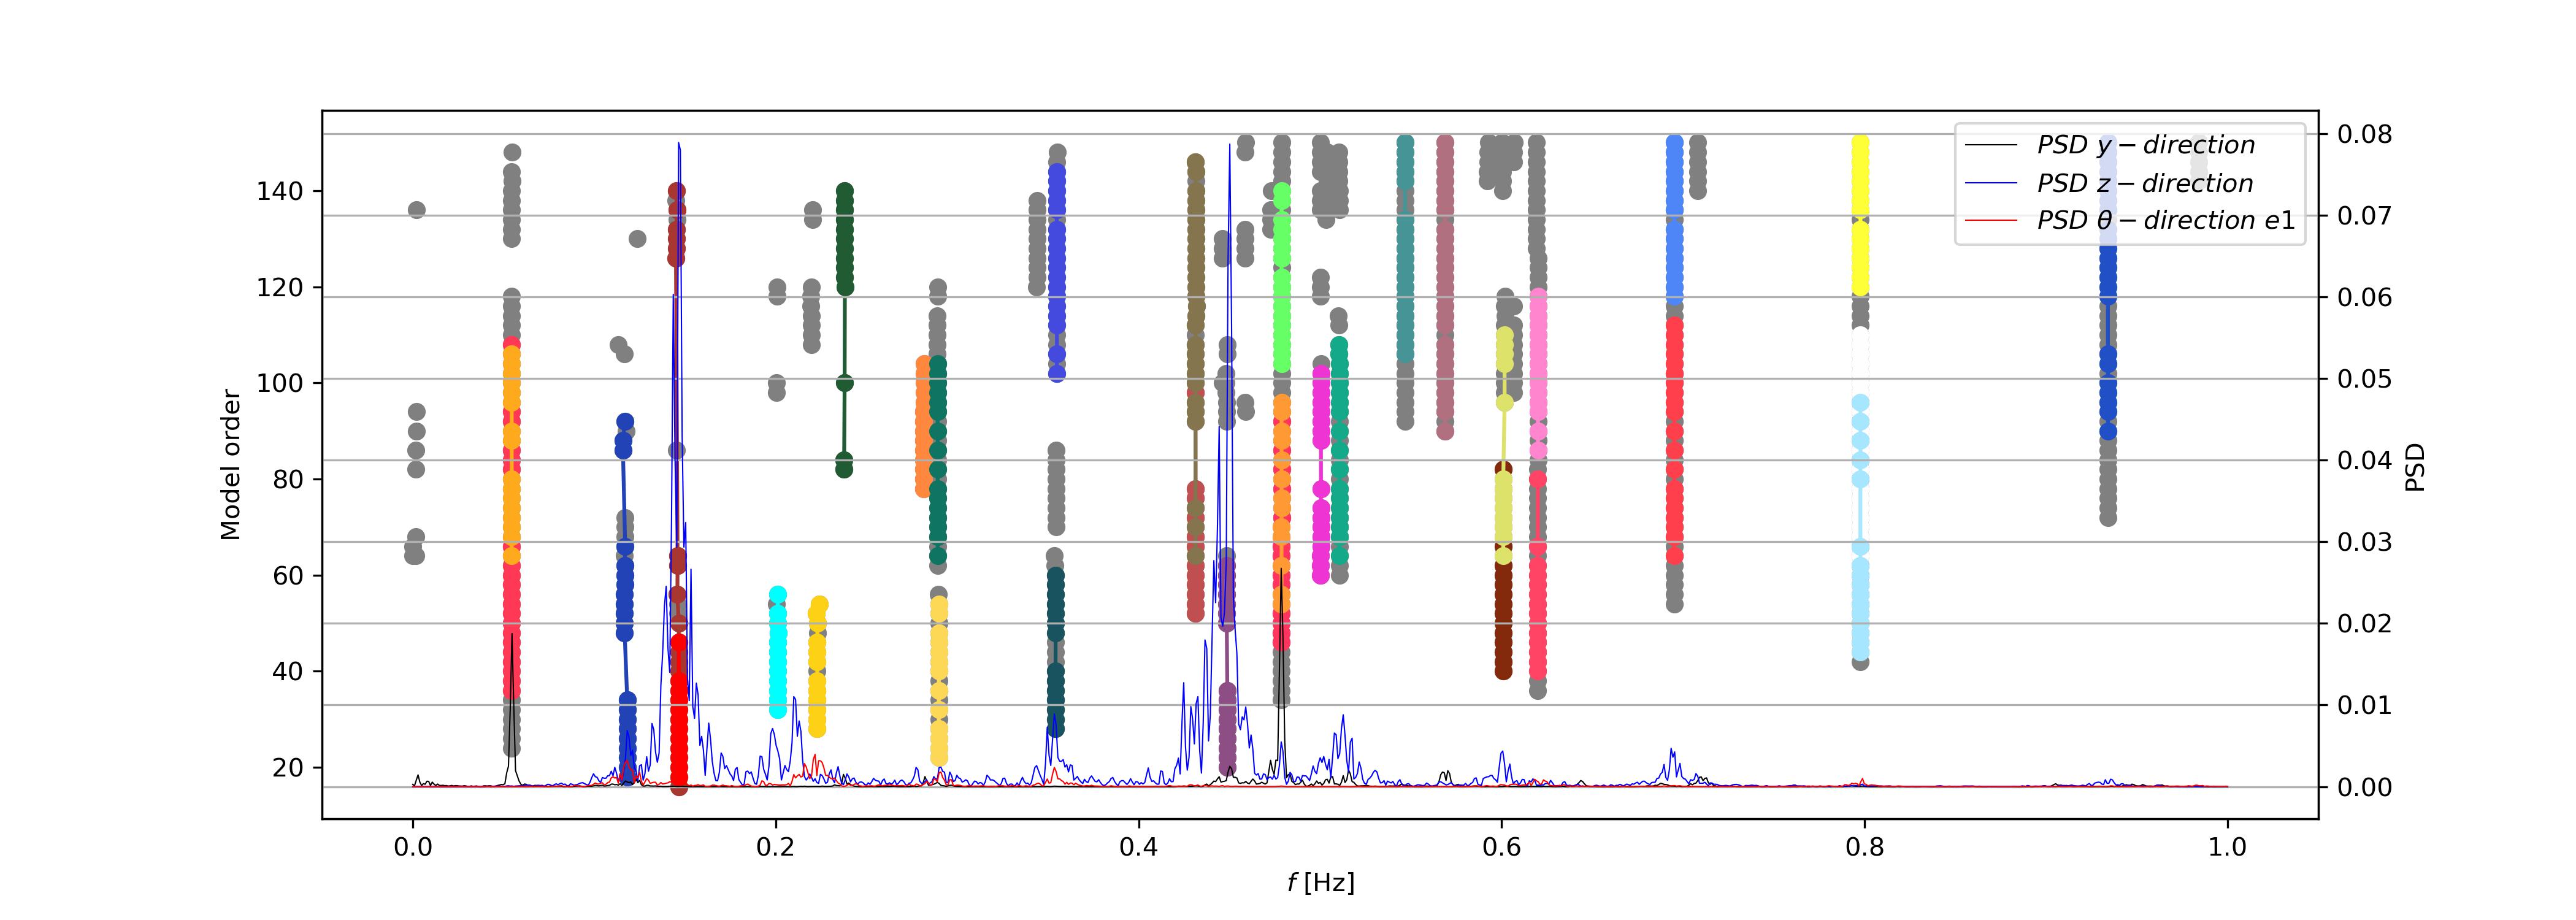 PSD y − direction
PSD z − direction
PSD θ − direction e1
Model order
140
120
100
80
60
40
20
PSD
0.08
0.07
0.06
0.05
0.04
0.03
0.02
0.01
0.00
0.0 0.2 0.4 0.6 0.8 1.0
f [Hz]